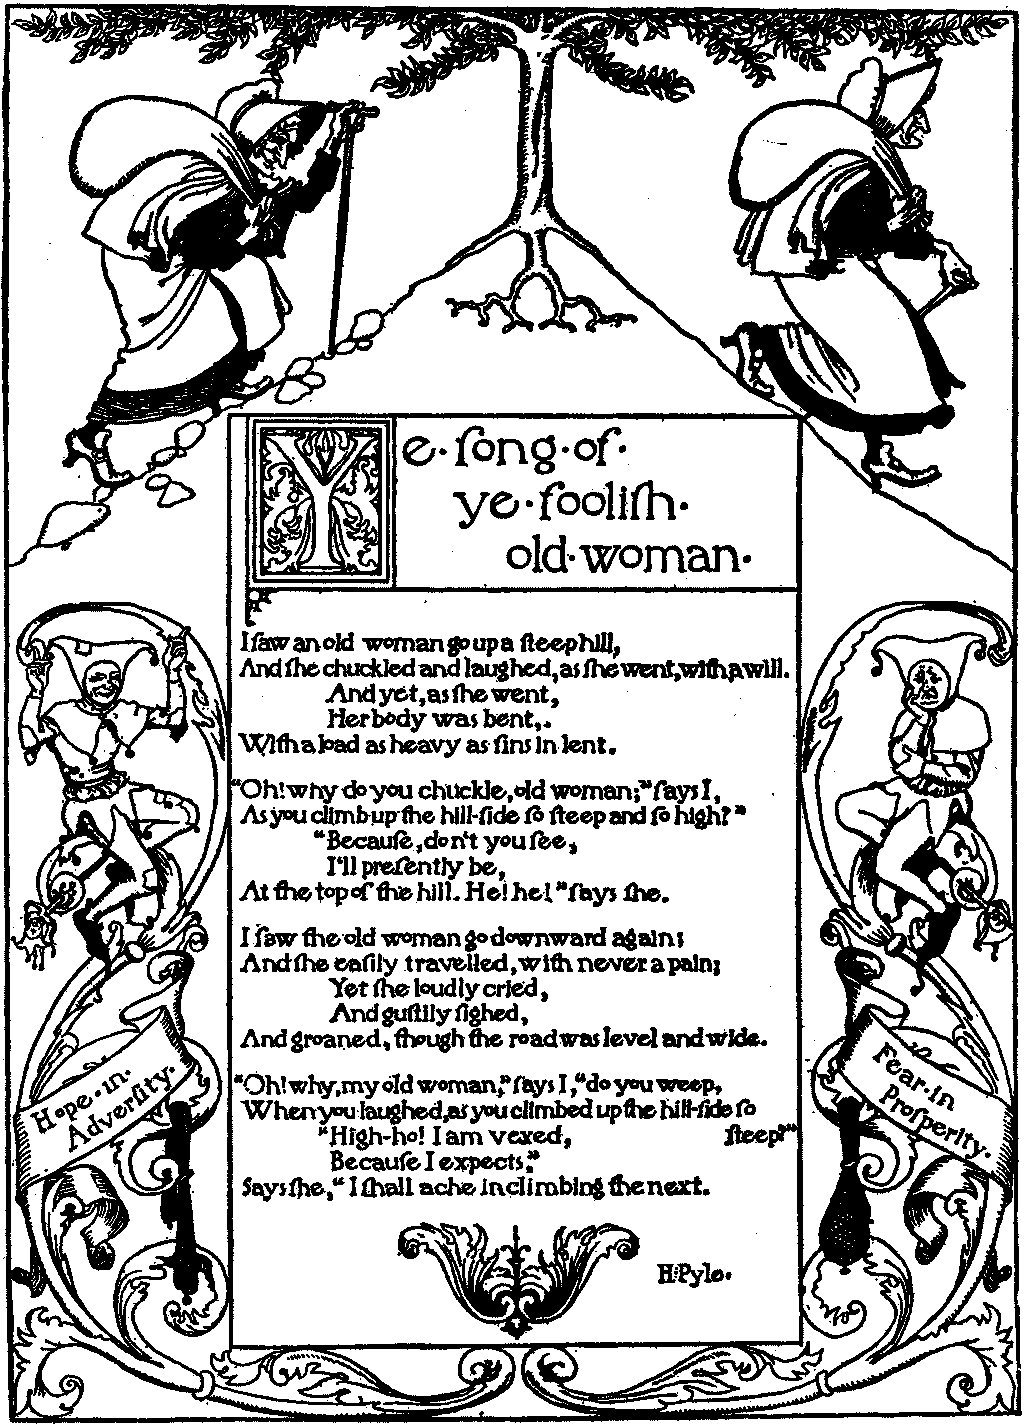 Ye·ſong·of·
ye·fooliſh·
old·woman·
I ſaw an old woman go up a ſteep hill,
And ſhe chuckled and laughed, as ſhe went, with a will.
And yet, as ſhe went,
Her body was bent,.
With a load as heavy as ſins in lent.
"Oh! why do you chuckle, old woman;" ſays I,
As you climb up the hill-ſide ſo ſteep and ſo high?"
"Becauſe, don't you ſee,
I'll preſently be,
At the top of the hill. He! he!" ſays ſhe.
I ſaw the old woman go downward again;
And ſhe eaſily travelled, with never a pain;
Yet ſhe loudly cried,
And guſtily ſighed,
And groaned, though the road was level and wide.
"Oh! why, my old woman," ſays I, "do you weep,
When you laughed, as you climbed up the hill-ſide ſo
ſteep?"
"High-ho! I am vexed,
Becauſe I expects,"
Says ſhe, "I ſhall ache in climbing the next.
H. Pyle.
Hope·in·
Adverſity.
Fear·in
Proſperity.